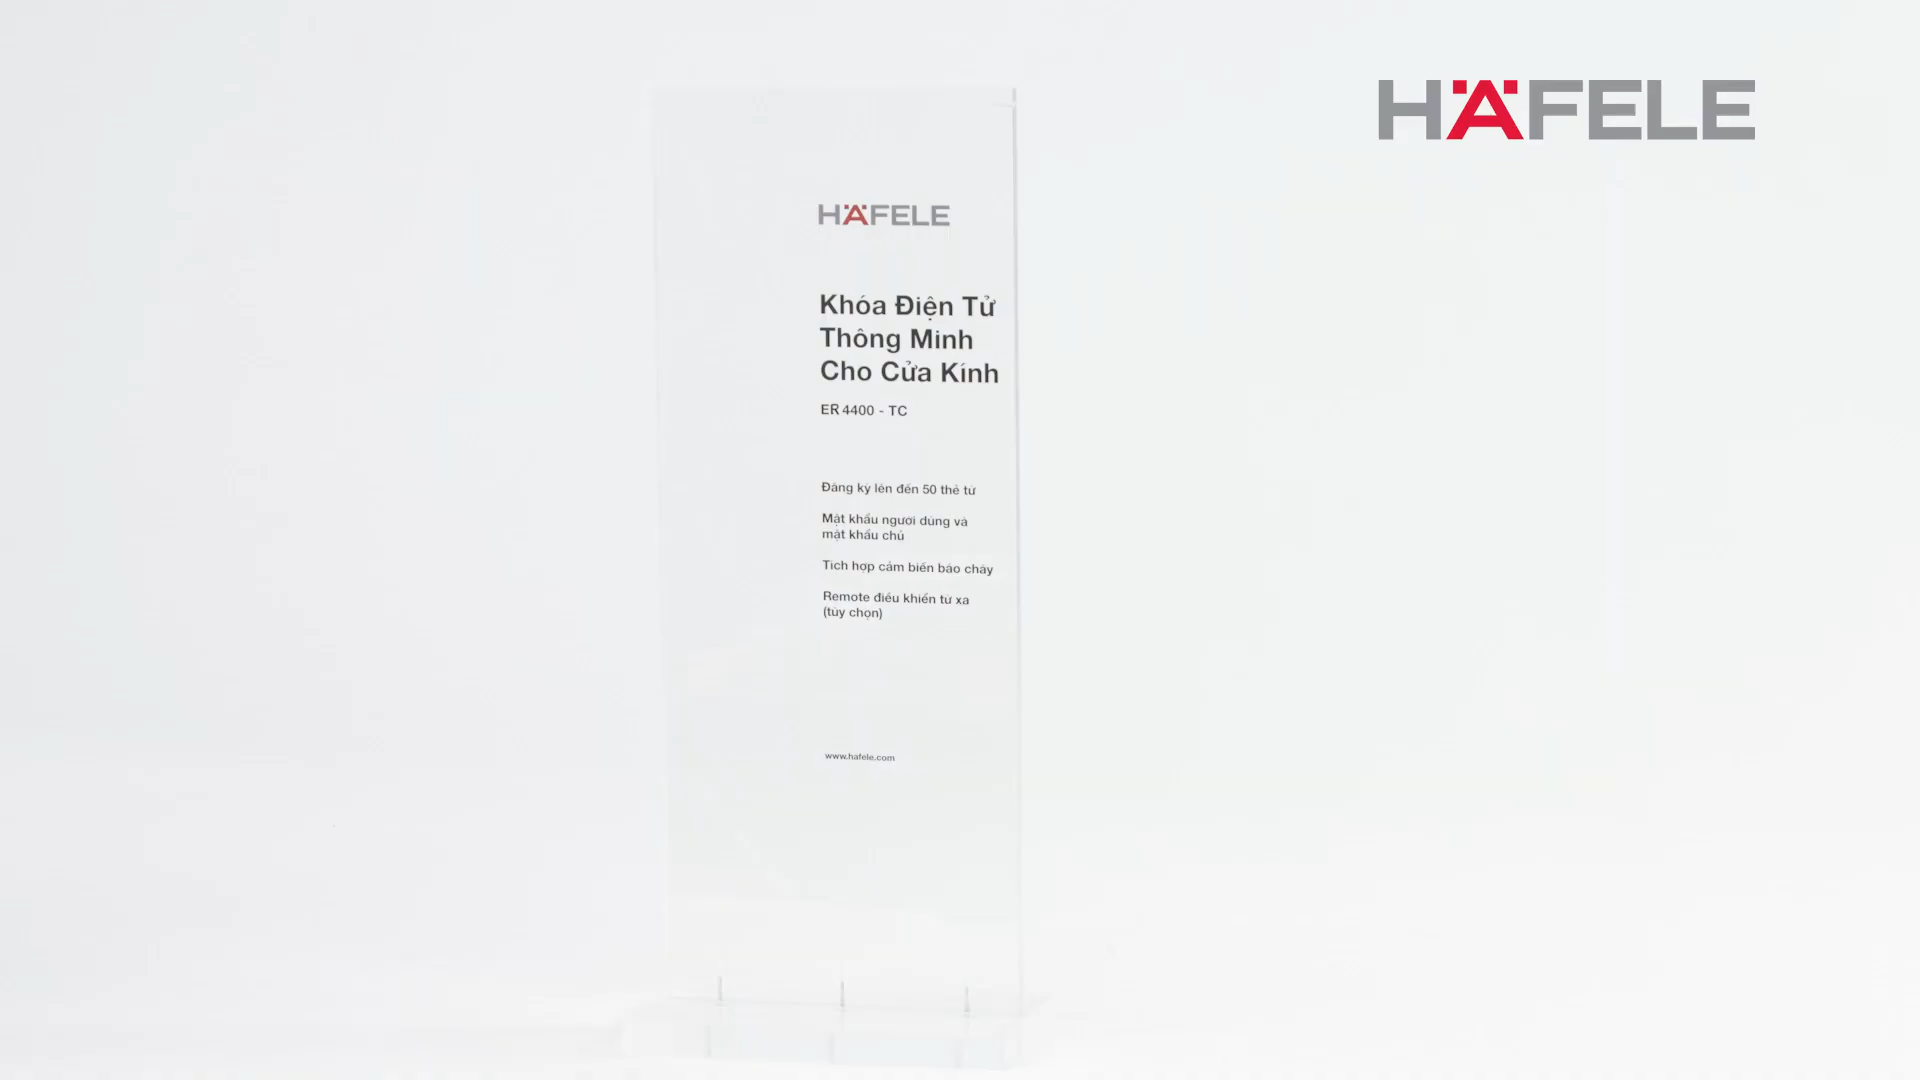 HÄFELE
HÄFELE
Khóa Điện Tử
Thông Minh
Cho Cửa Kính
ER 4400 - TC
Đăng ký lên đến 50 thẻ từ
Mật khẩu người dùng và
mật khẩu chủ
Tích hợp cảm biến báo cháy
Remote điều khiển từ xa
(tùy chọn)
www.hafele.com